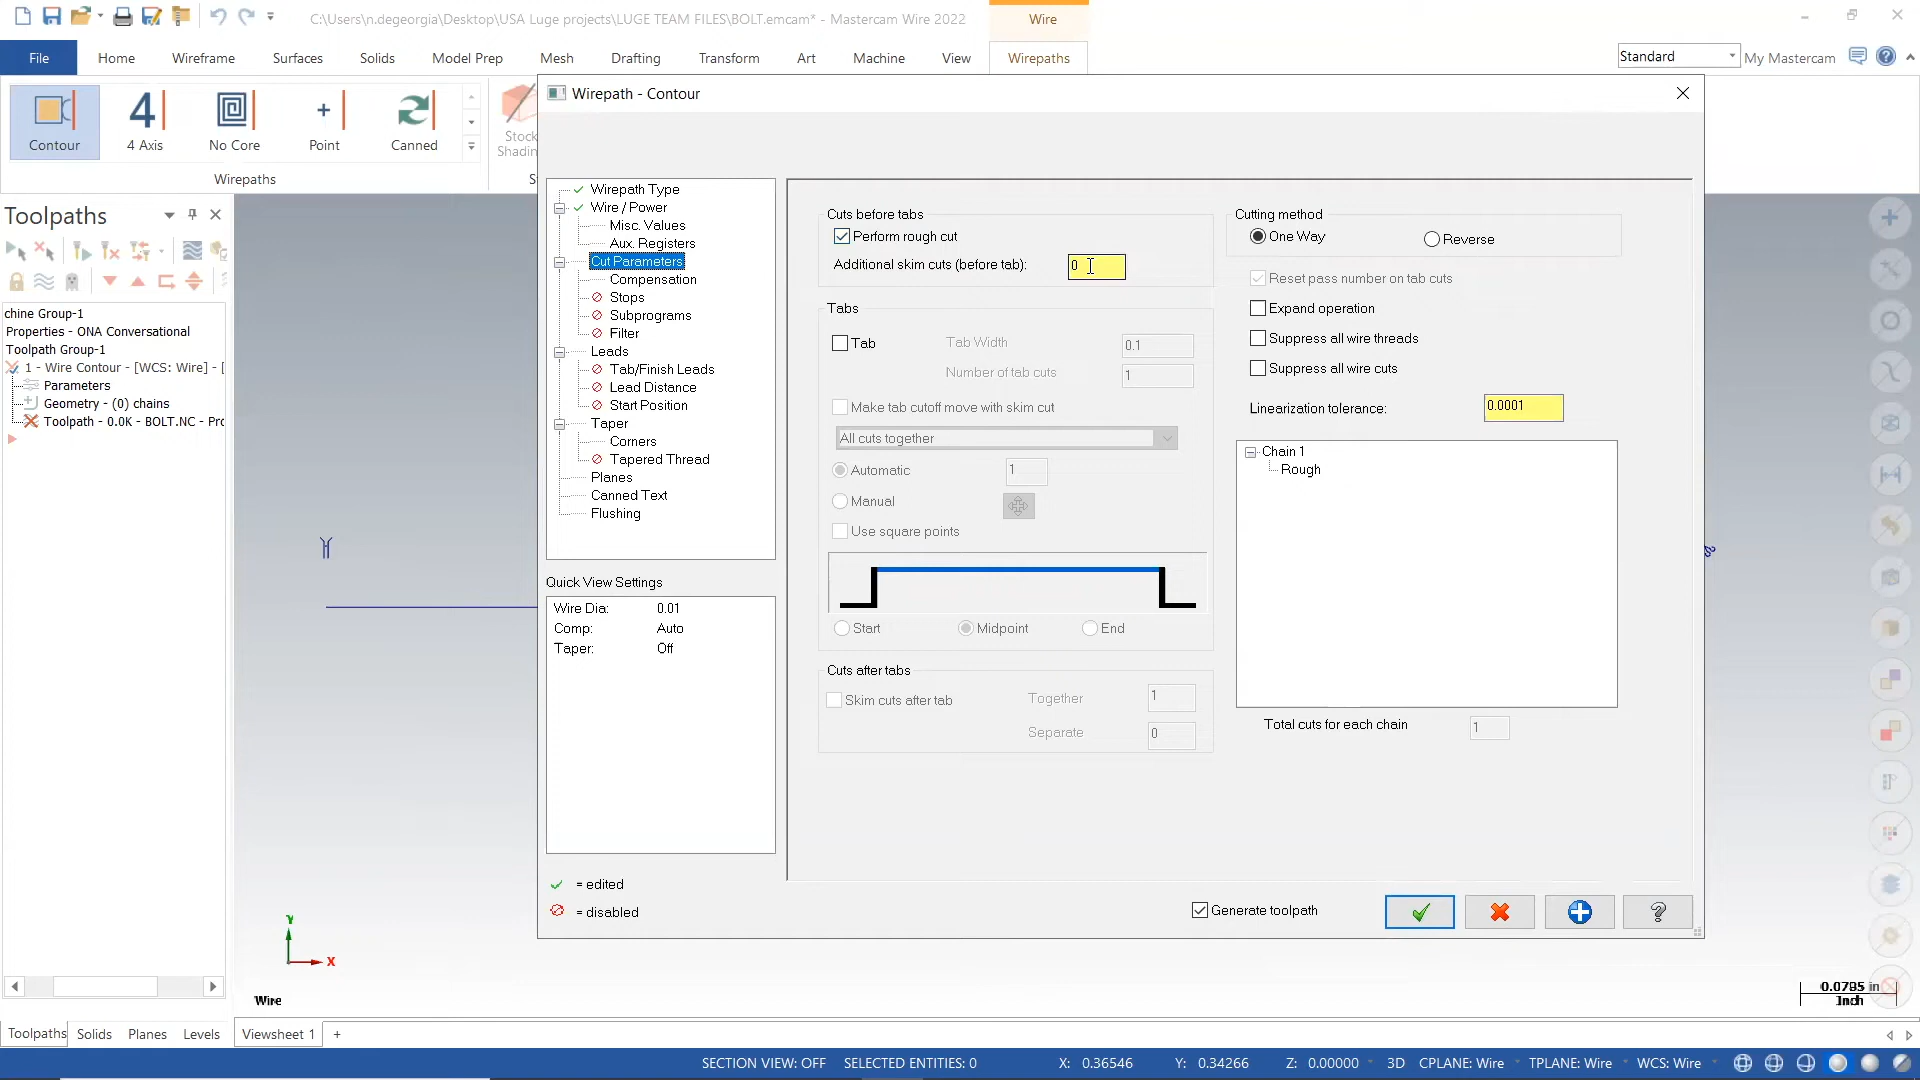 C:\Users\n.degeorgia\Desktop\USA Luge projects\LUGE TEAM FILES\BOLT.emcam* - Mastercam Wire 2022
Wire
File
Home
Wireframe
Surfaces
Solids
Model Prep
Mesh
Drafting
Transform
Art
Machine
View
Wirepaths
Standard
My Mastercam
Contour
4 Axis
No Core
Point
Canned
Stock
Shadin
Wirepaths
Toolpaths
chine Group-1
Properties - ONA Conversational
Toolpath Group-1
1 - Wire Contour - [WCS: Wire] - [
Parameters
Geometry - (0) chains
Toolpath - 0.0K - BOLT.NC - Pro
Wirepath - Contour
Wirepath Type
Wire / Power
Misc. Values
Aux. Registers
Cut Parameters
Compensation
Stops
Subprograms
Filter
Leads
Tab/Finish Leads
Lead Distance
Start Position
Taper
Corners
Tapered Thread
Planes
Canned Text
Flushing
Quick View Settings
Wire Dia: 0.01
Comp: Auto
Taper: Off
= edited
= disabled
Cuts before tabs
Perform rough cut
Additional skim cuts (before tab): 0
Tabs
Tab
Tab Width 0.1
Number of tab cuts 1
Make tab cutoff move with skim cut
All cuts together
Automatic 1
Manual
Use square points
Start Midpoint End
Cuts after tabs
Skim cuts after tab
Together 1
Separate 0
Cutting method
One Way Reverse
Reset pass number on tab cuts
Expand operation
Suppress all wire threads
Suppress all wire cuts
Linearization tolerance: 0.0001
Chain 1
Rough
Total cuts for each chain 1
Generate toolpath
Y
X
Wire
Inch
Toolpaths
Solids
Planes
Levels
Viewsheet 1
+
SECTION VIEW: OFF SELECTED ENTITIES: 0 X: 0.36546 Y: 0.34266 Z: 0.00000 3D CPLANE: Wire TPLANE: Wire WCS: Wire